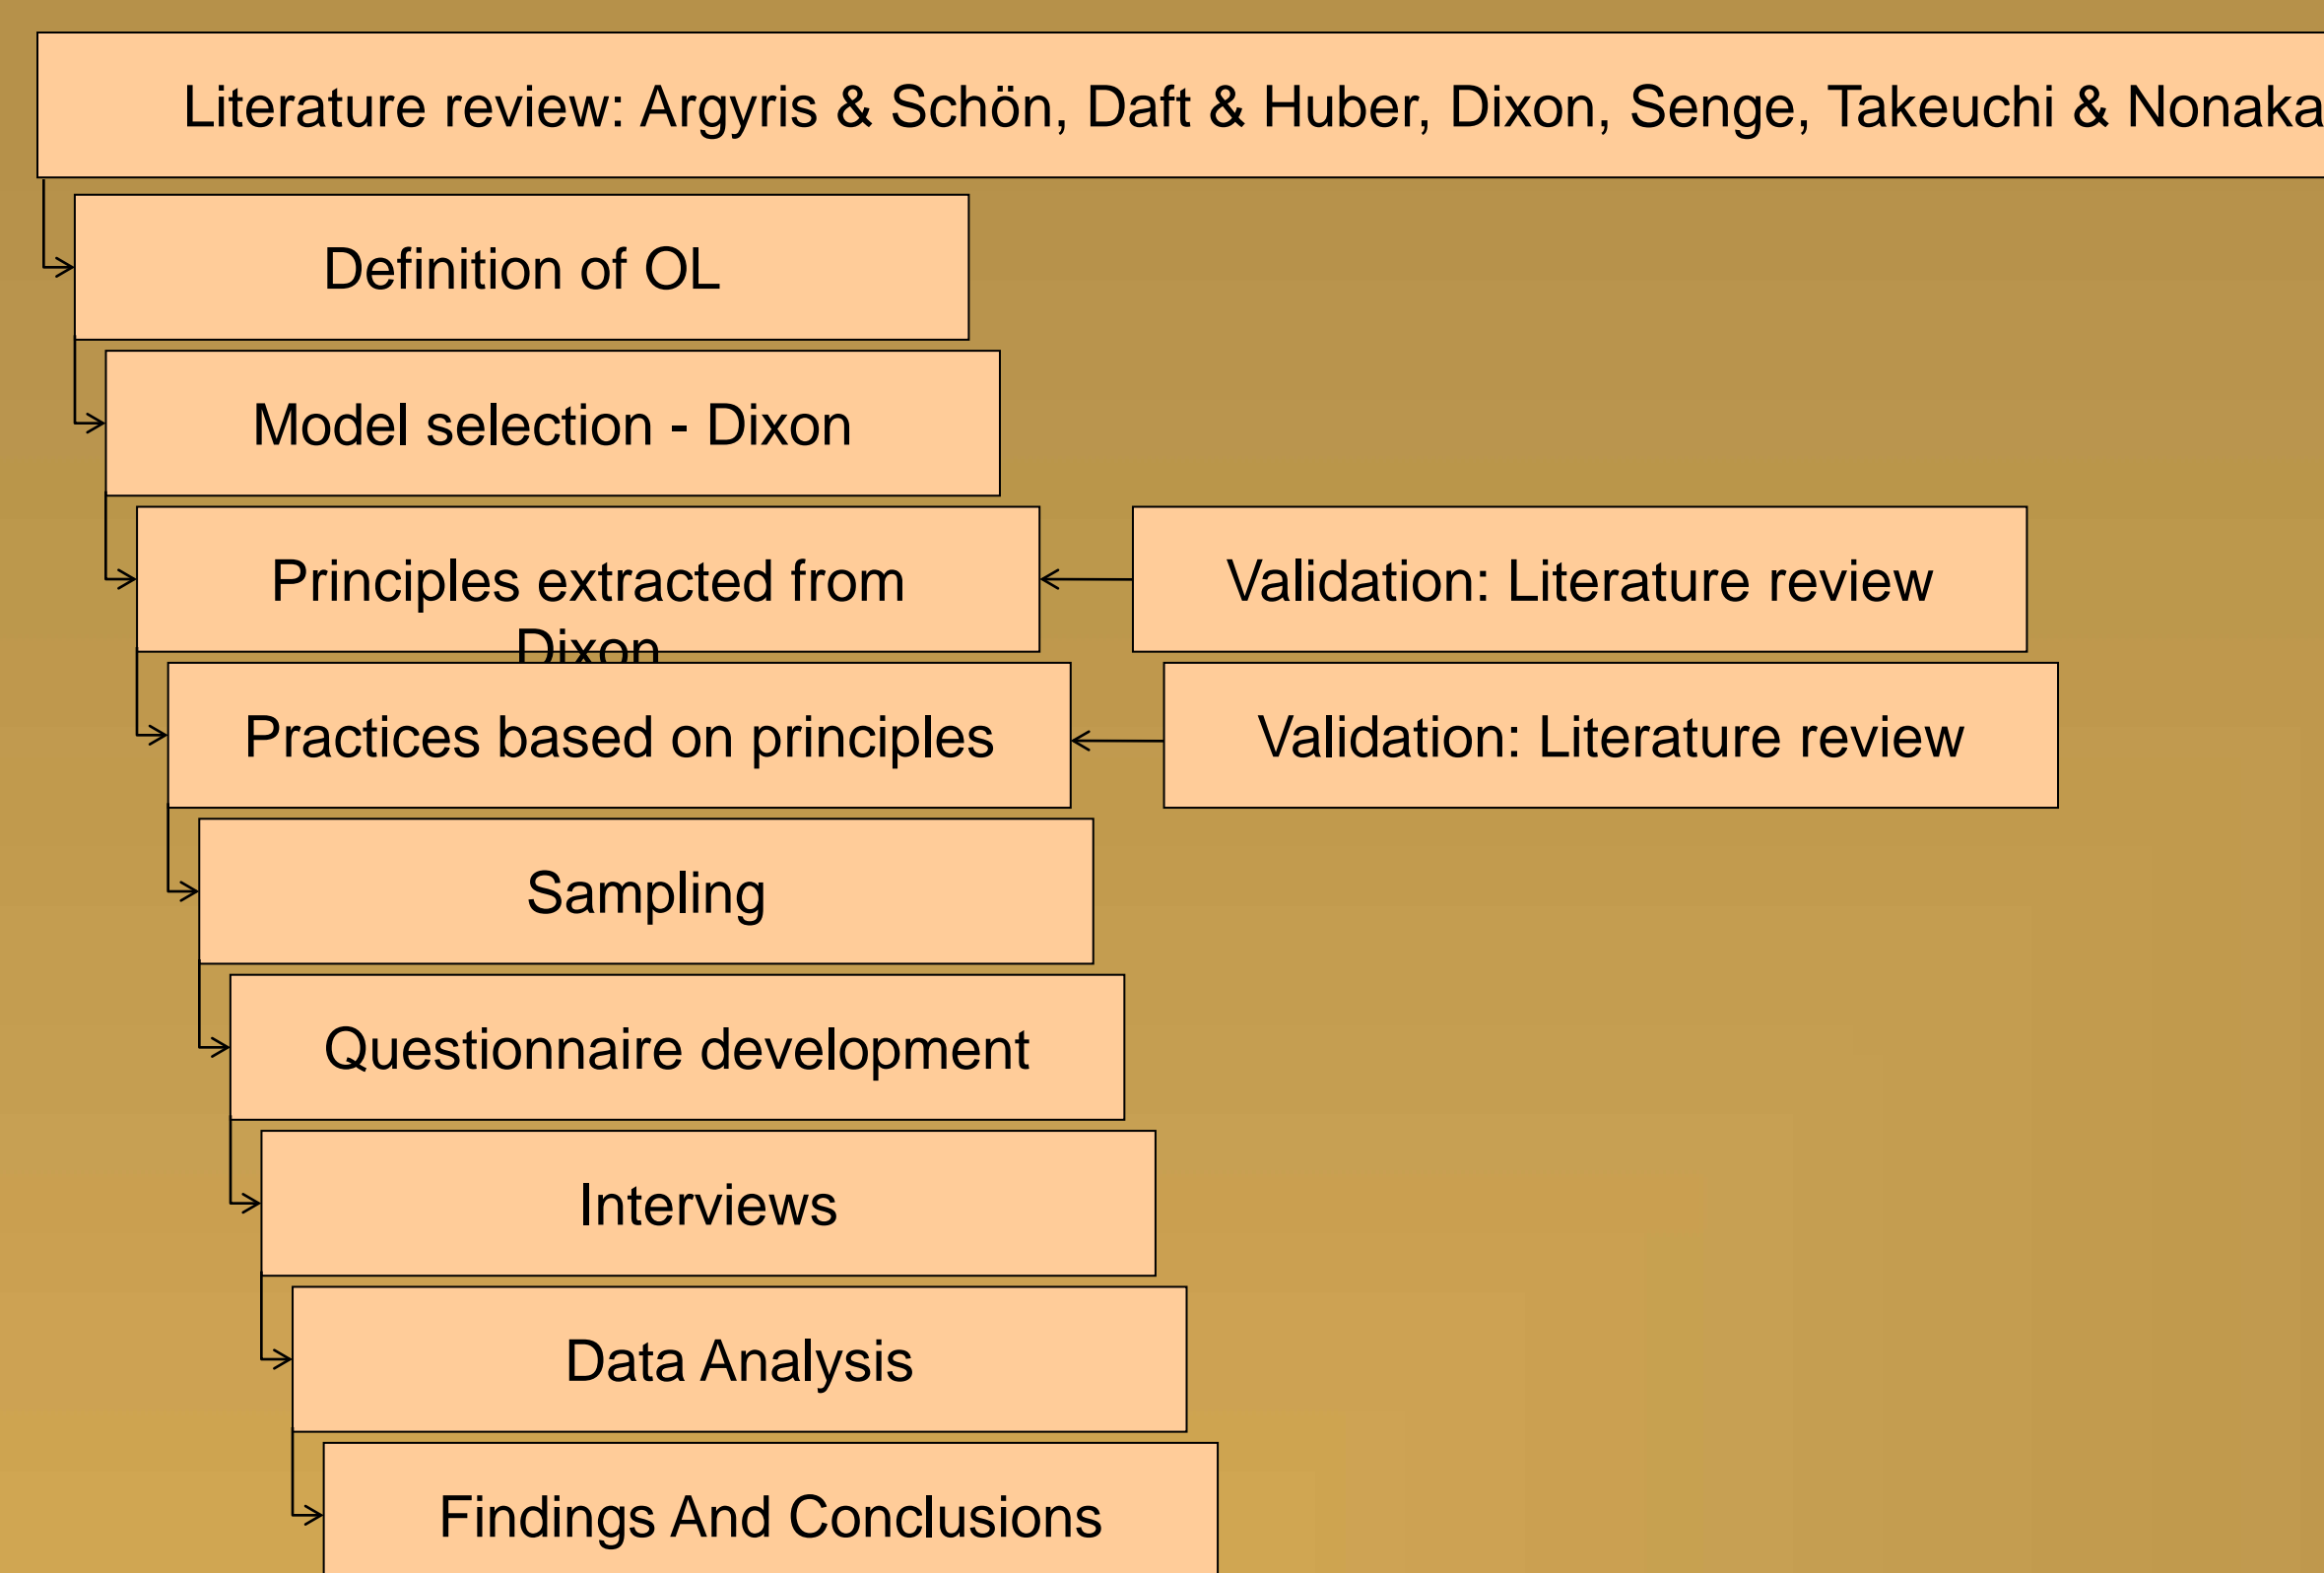 Literature review: Argyris & Schön, Daft & Huber, Dixon, Senge, Takeuchi & Nonaka
Definition of OL
Model selection - Dixon
Principles extracted from
Dixon
Validation: Literature review
Practices based on principles
Validation: Literature review
Sampling
Questionnaire development
Interviews
Data Analysis
Findings And Conclusions